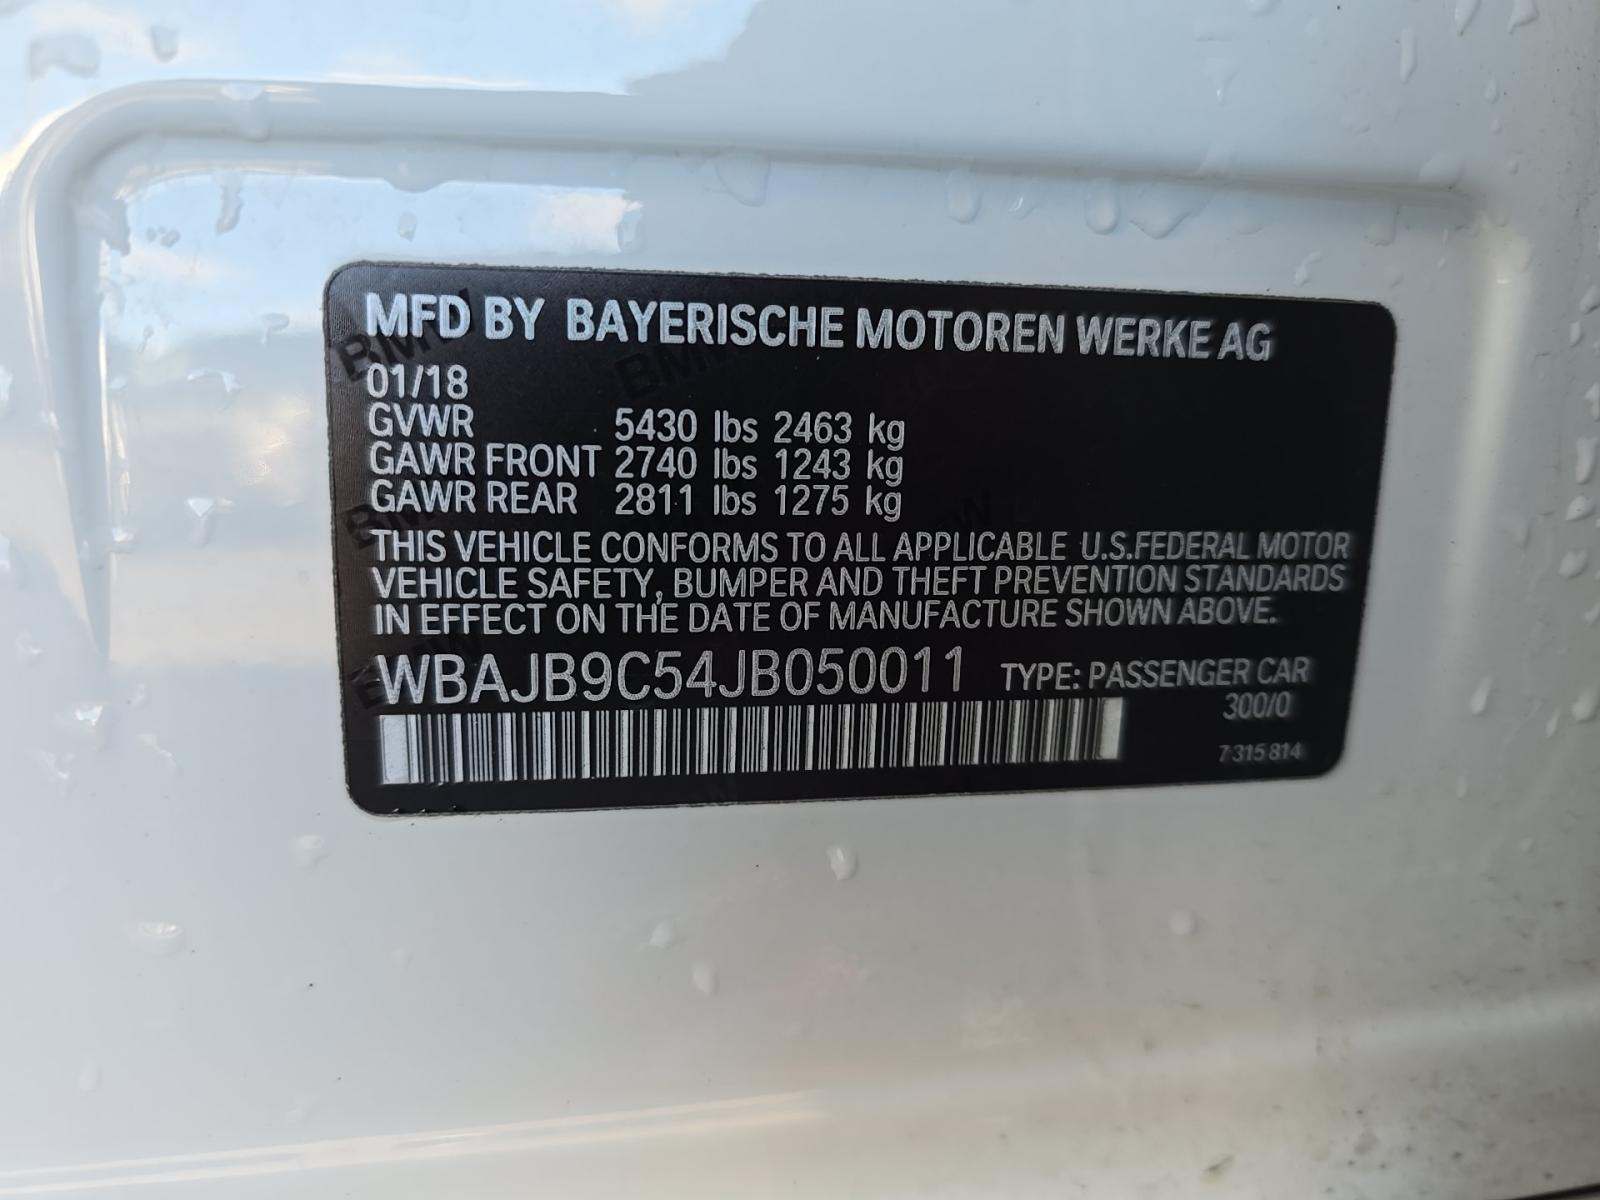 MFD BY BAYERISCHE MOTOREN WERKE AG
01/18
GVWR 5430 lbs 2463 kg
GAWR FRONT 2740 lbs 1243 kg
GAWR REAR 2811 lbs 1275 kg
THIS VEHICLE CONFORMS TO ALL APPLICABLE U.S.FEDERAL MOTOR
VEHICLE SAFETY, BUMPER AND THEFT PREVENTION STANDARDS
IN EFFECT ON THE DATE OF MANUFACTURE SHOWN ABOVE.
WBAJB9C54JB050011 TYPE: PASSENGER CAR
300/0
7 315 814